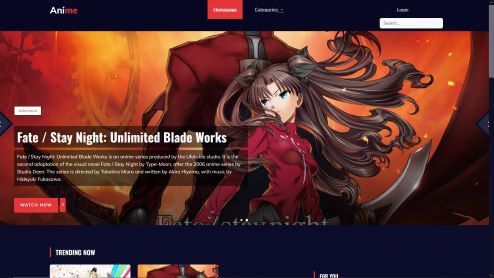 Anime
Homepage
Categories
Login
Search...
Adventure
Fate / Stay Night: Unlimited Blade Works
Fate / Stay Night: Unlimited Blade Works is an anime series produced by the Ufotable studio. It is the
second adaptation of the visual novel Fate / Stay Night by Type-Moon, after the 2006 anime series by
Studio Deen. The series is directed by Takahiro Miura and written by Akira Hiyama, with music by
Hideyuki Fukasawa.
WATCH NOW
Fate/stay night
TRENDING NOW
FOR YOU